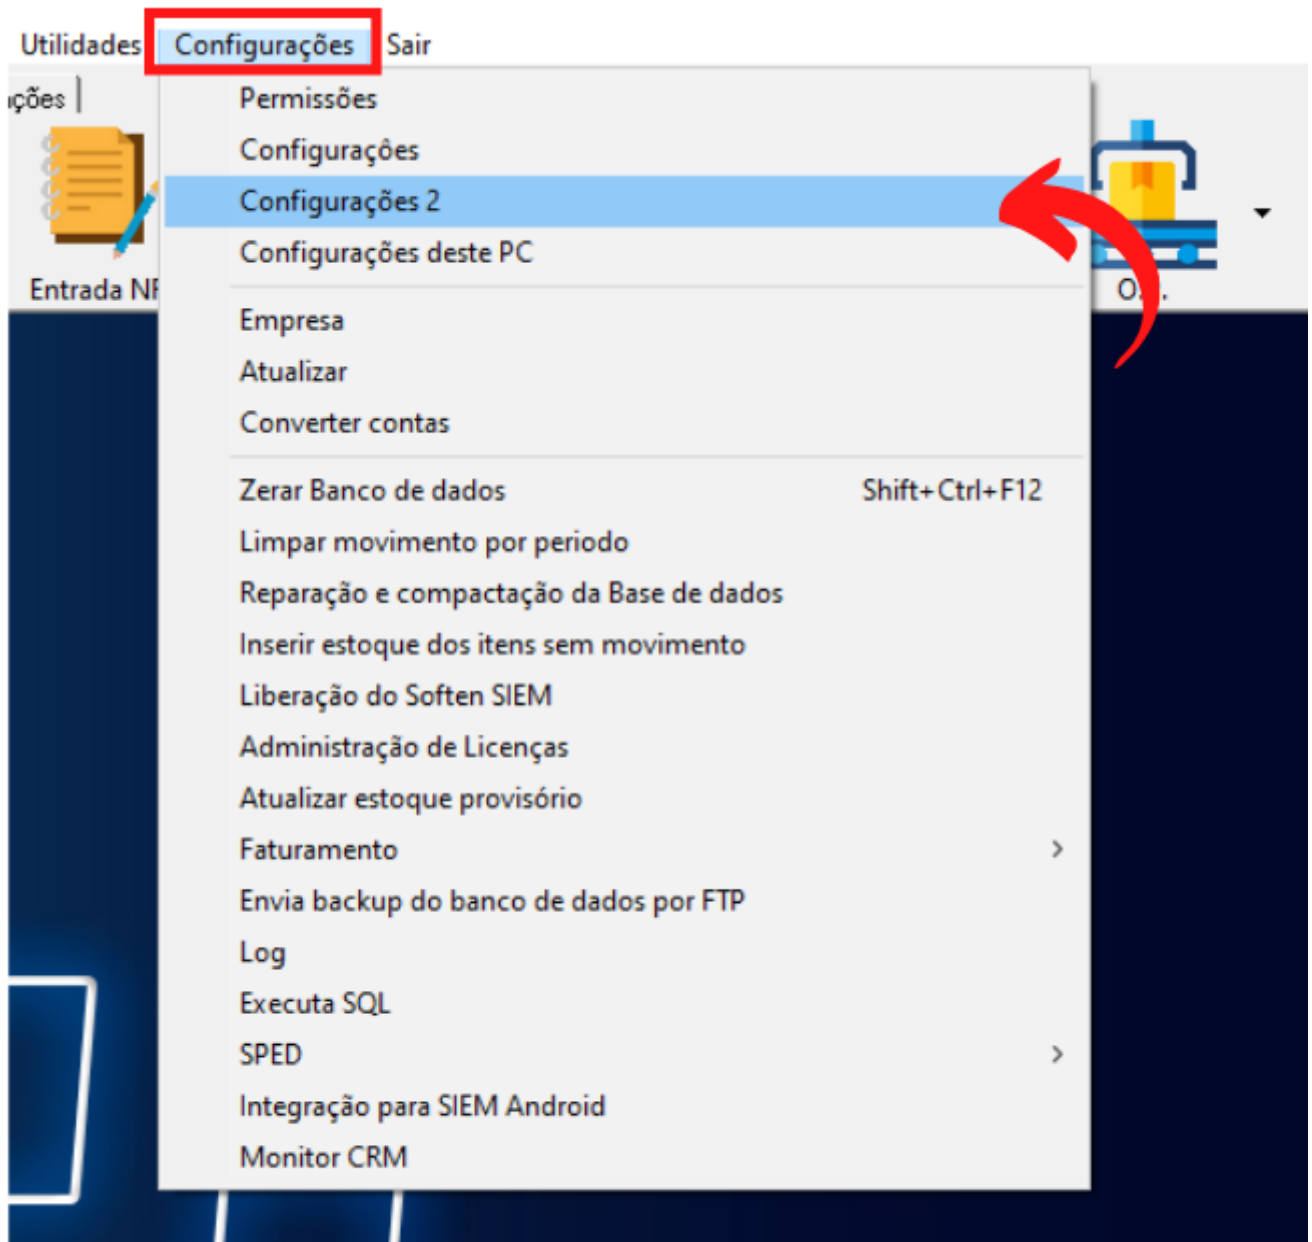 Utilidades Configurações Sair
ções
Permissões
Configuraçôes
Configurações 2
Configurações deste PC
Entrada NF
O.
Empresa
Atualizar
Converter contas
Zerar Banco de dados Shift+Ctrl+F12
Limpar movimento por periodo
Reparação e compactação da Base de dados
Inserir estoque dos itens sem movimento
Liberação do Soften SIEM
Administração de Licenças
Atualizar estoque provisório
Faturamento
Envia backup do banco de dados por FTP
Log
Executa SQL
SPED
Integração para SIEM Android
Monitor CRM